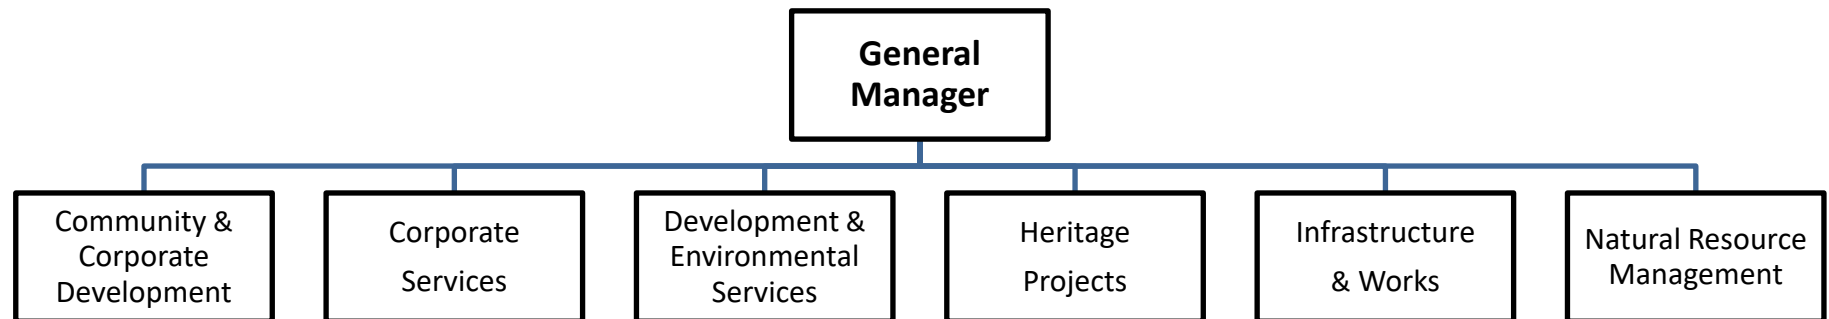 General
Manager
Community &
Corporate
Development
Corporate
Services
Development &
Environmental
Services
Heritage
Projects
Infrastructure
& Works
Natural Resource
Management